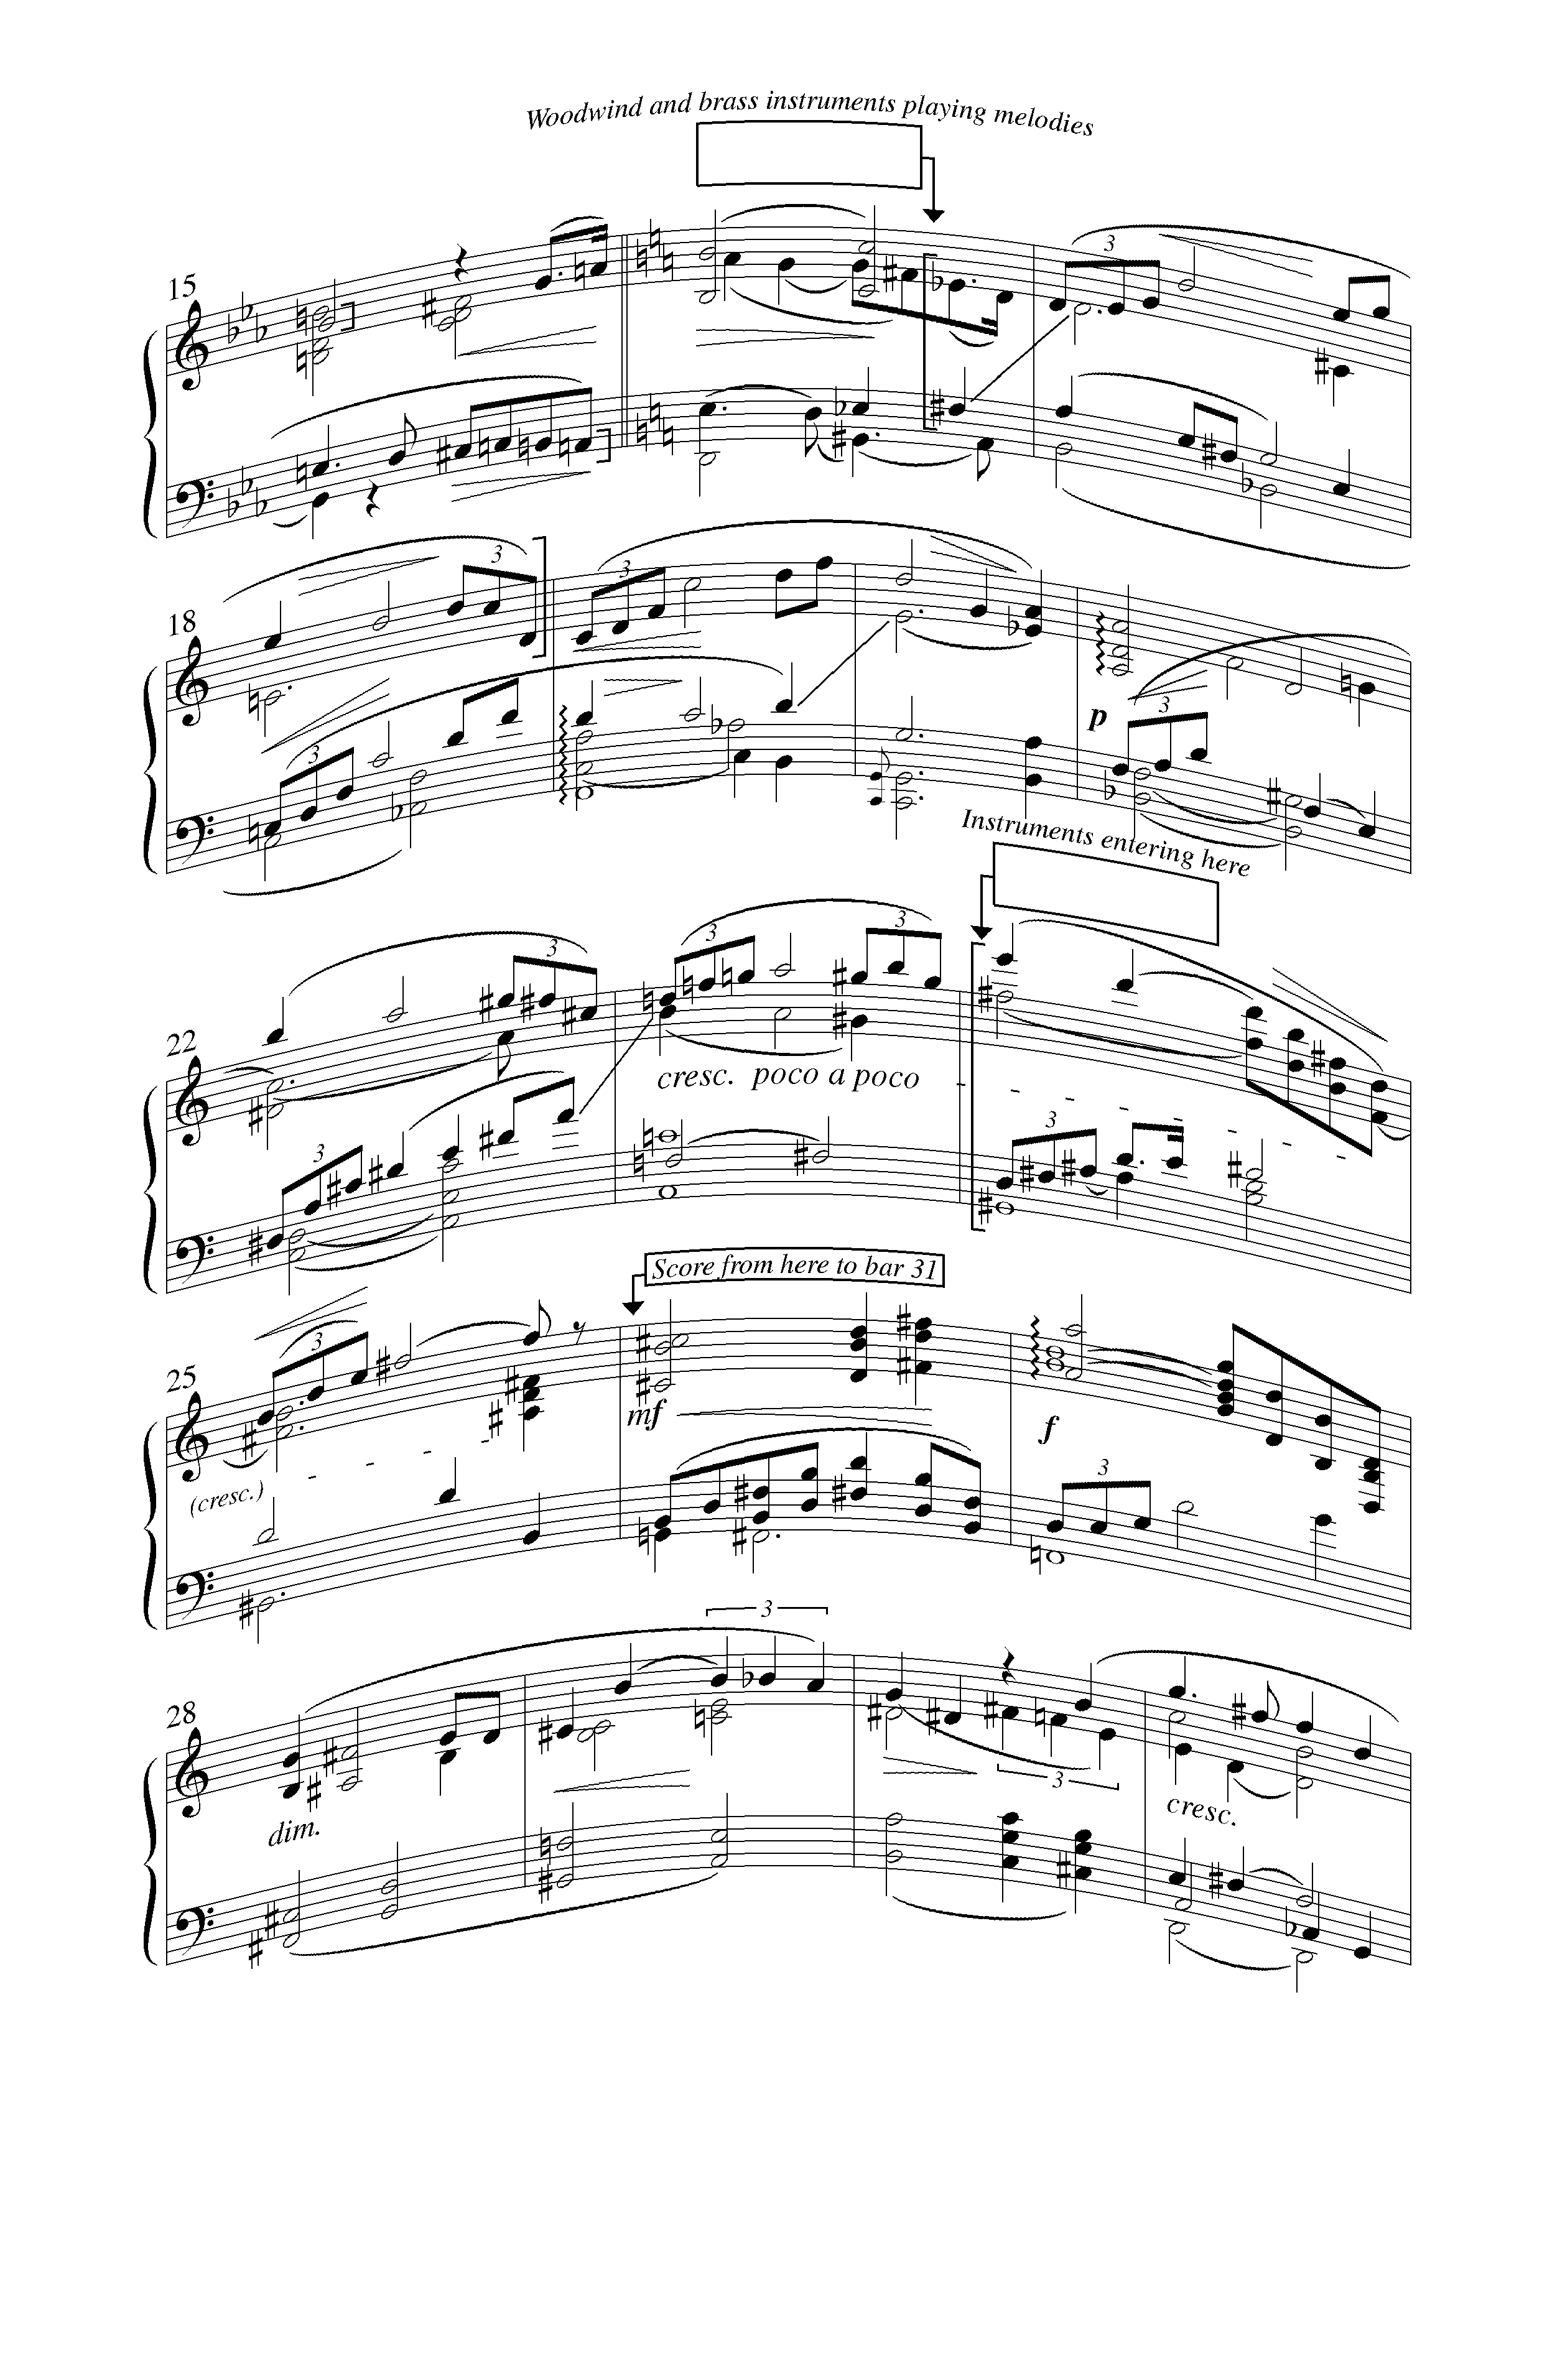 Woodwind and brass instruments playing melodies
15
3
18
3
3
3
p
3
Instruments entering here
22
3
3
3
3
cresc. poco a poco
3
Score from here to bar 31
25
3
mf
f
(cresc.)
3
3
28
3
cresc.
dim.